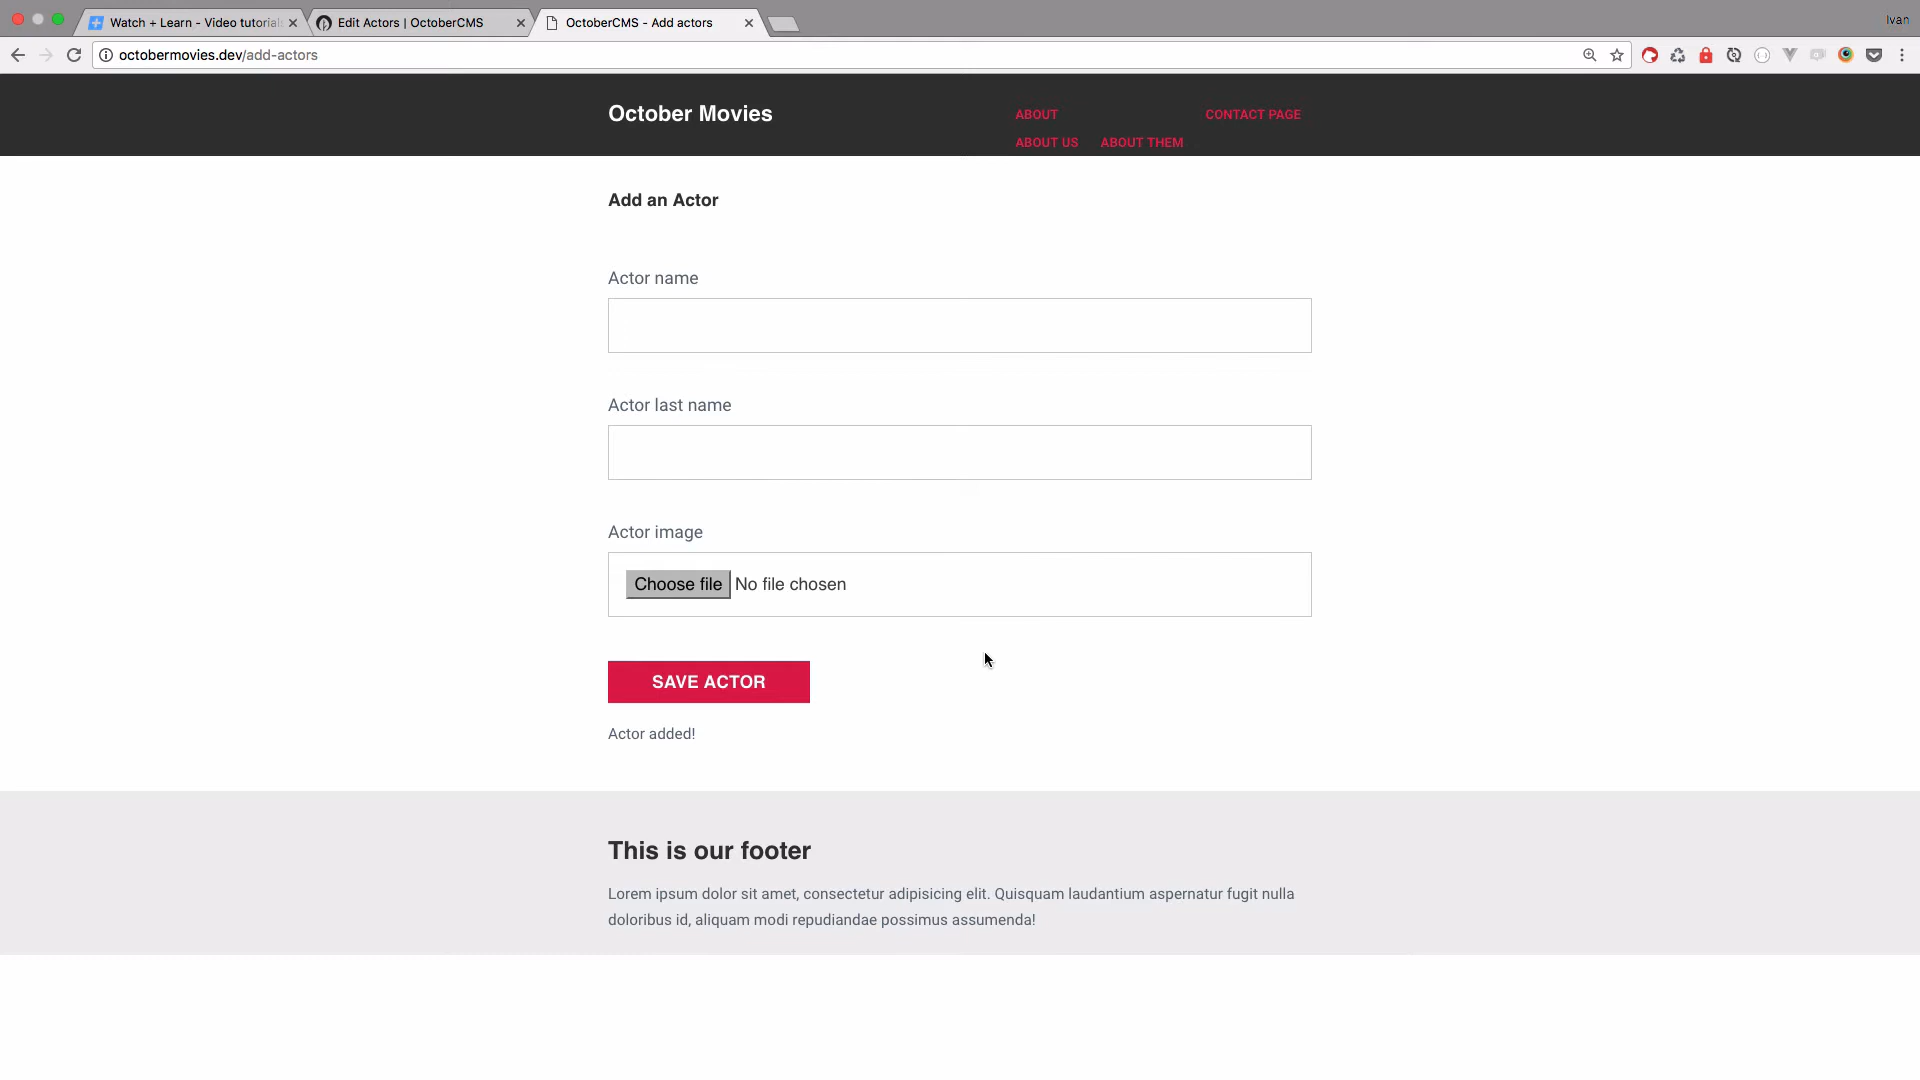 Watch + Learn - Video tutorials
Edit Actors | OctoberCMS
OctoberCMS - Add actors
Ivan
octobermovies.dev/add-actors
October Movies
ABOUT
CONTACT PAGE
ABOUT US
ABOUT THEM
Add an Actor
Actor name
Actor last name
Actor image
Choose file No file chosen
SAVE ACTOR
Actor added!
This is our footer
Lorem ipsum dolor sit amet, consectetur adipisicing elit. Quisquam laudantium aspernatur fugit nulla
doloribus id, aliquam modi repudiandae possimus assumenda!